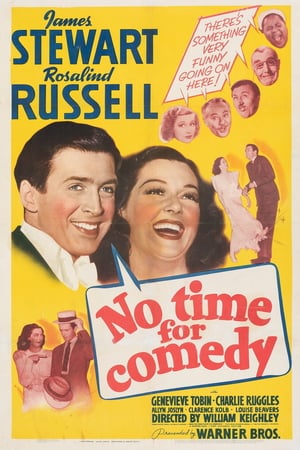 James
STEWART
Rosalind
RUSSELL
THERE'S
SOMETHING
VERY
FUNNY
GOING ON
HERE!
No time
for
comedy
with
GENEVIEVE TOBIN · CHARLIE RUGGLES
ALLYN JOSLYN · CLARENCE KOLB · LOUISE BEAVERS
DIRECTED BY WILLIAM KEIGHLEY
Presented by WARNER BROS.